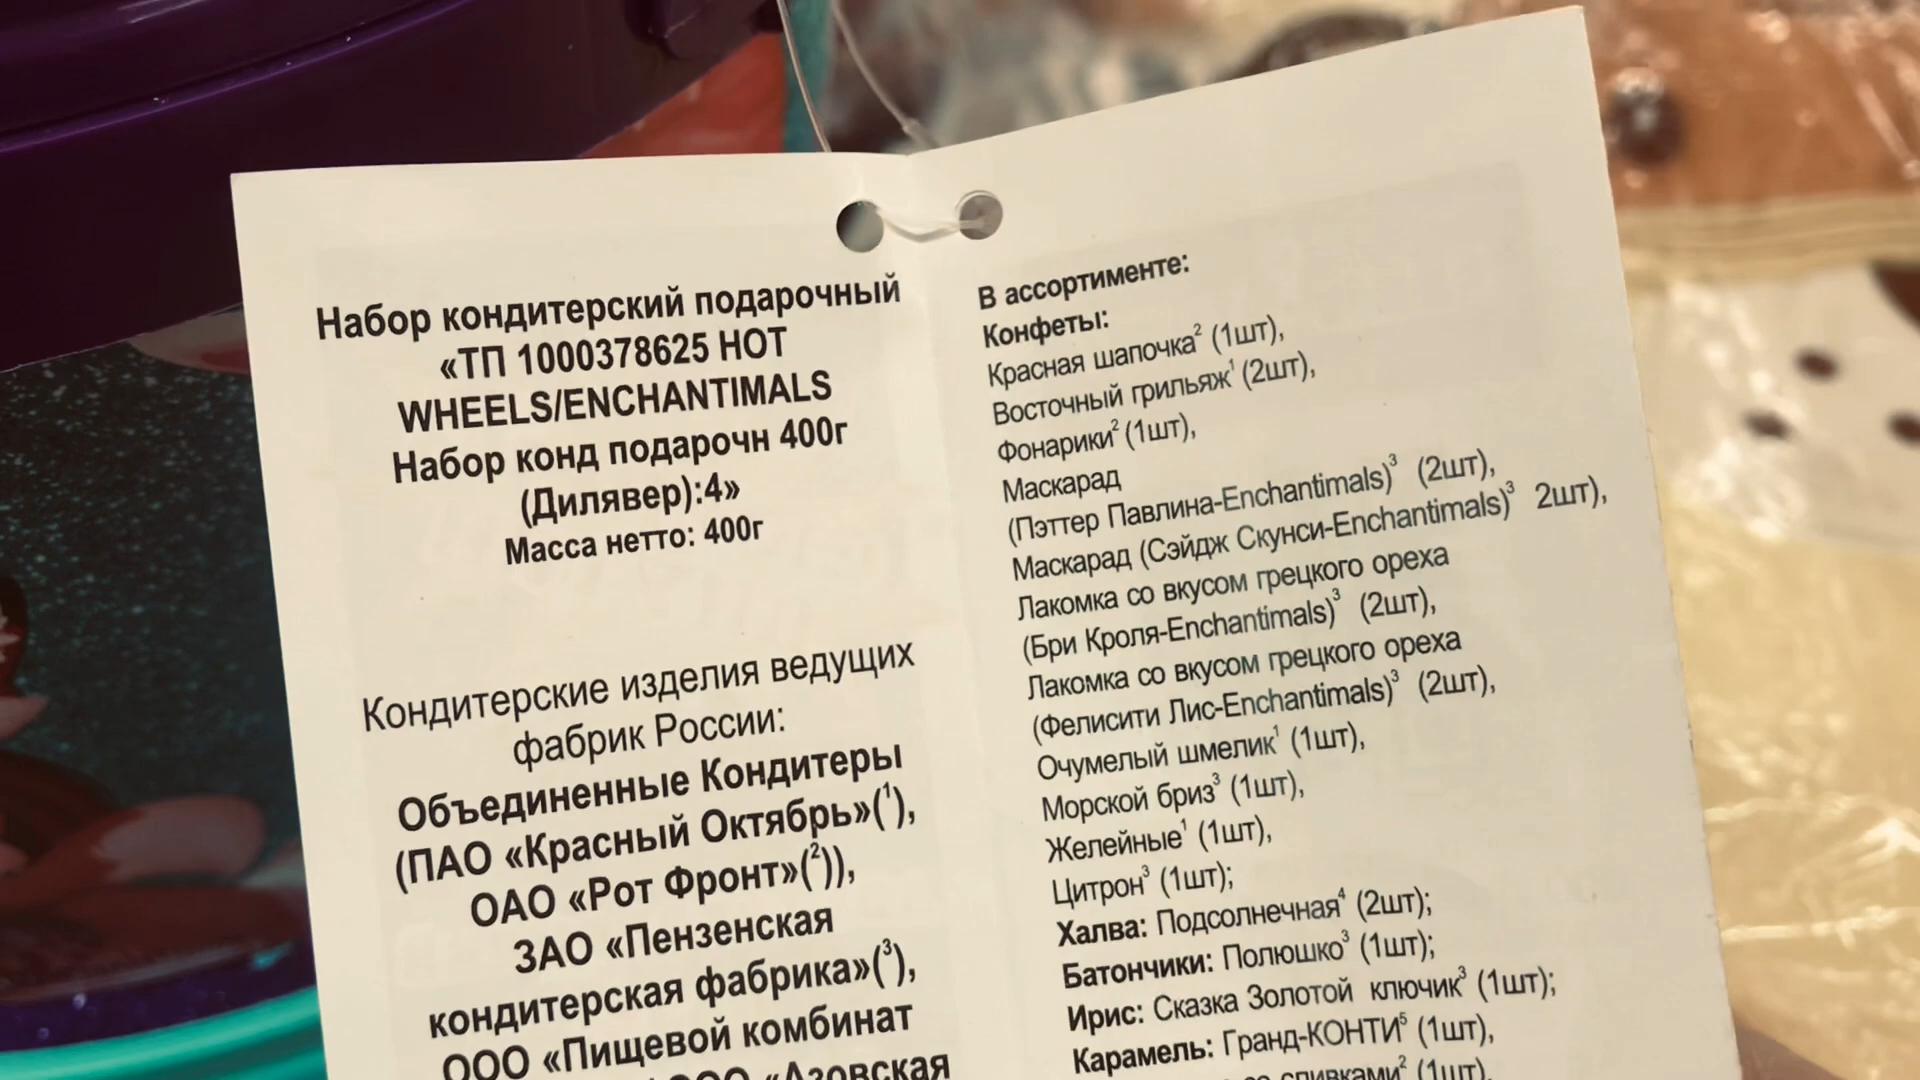 Набор кондитерский подарочный
«ТП 1000378625 HOT
WHEELS/ENCHANTIMALS
Набор конд подарочн 400г
(Дилявер):4»
Масса нетто: 400г
Кондитерские изделия ведущих
фабрик России:
Объединенные Кондитеры
(ПАО «Красный Октябрь»(¹),
ОАО «Рот Фронт»(²)),
ЗАО «Пензенская
кондитерская фабрика»(³),
ООО «Пищевой комбинат
ООО «Азовская
В ассортименте:
Конфеты:
Красная шапочка² (1шт),
Восточный грильяж¹ (2шт),
Фонарики² (1шт),
Маскарад
(Пэттер Павлина-Enchantimals)³ (2шт),
Маскарад (Сэйдж Скунси-Enchantimals)³ 2шт),
Лакомка со вкусом грецкого ореха
(Бри Кроля-Enchantimals)³ (2шт),
Лакомка со вкусом грецкого ореха
(Фелисити Лис-Enchantimals)³ (2шт),
Очумелый шмелик¹ (1шт),
Морской бриз³ (1шт),
Желейные¹ (1шт),
Цитрон³ (1шт);
Халва: Подсолнечная⁴ (2шт);
Батончики: Полюшко³ (1шт);
Ирис: Сказка Золотой ключик³ (1шт);
Карамель: Гранд-КОНТИ⁵ (1шт),
со сливками² (1шт),